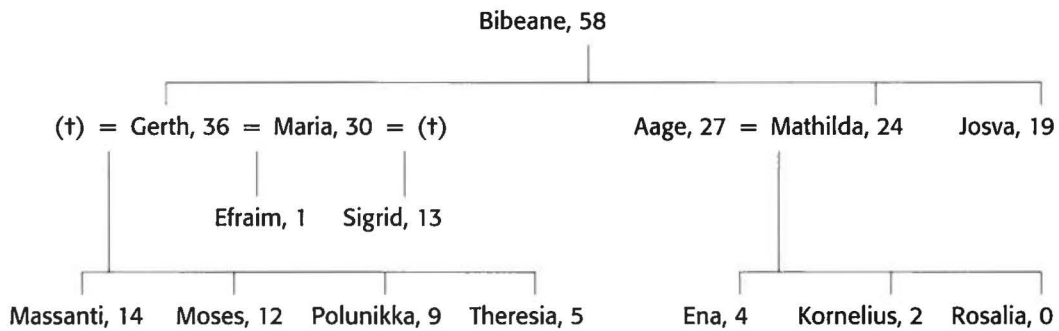 Bibeane, 58
(†) = Gerth, 36 = Maria, 30 = (†) Aage, 27 = Mathilda, 24 Josva, 19
Efraim, 1 Sigrid, 13
Massanti, 14 Moses, 12 Polunikka, 9 Theresia, 5 Ena, 4 Kornelius, 2 Rosalia, 0